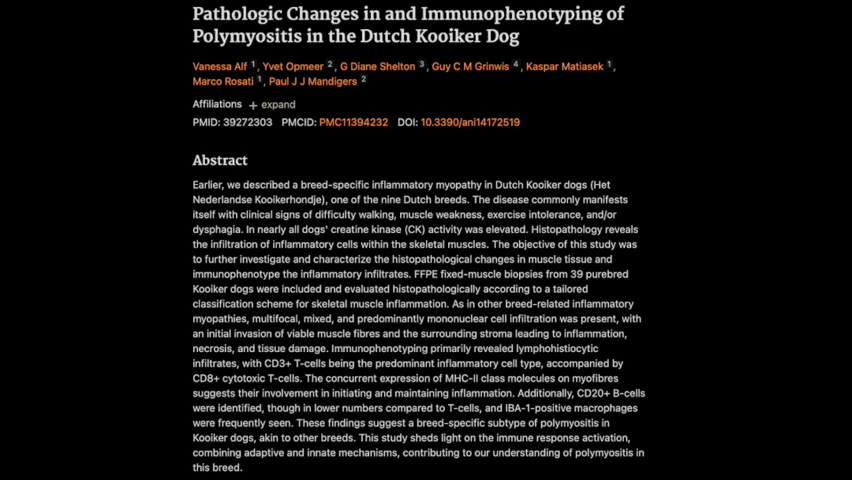 Pathologic Changes in and Immunophenotyping of
Polymyositis in the Dutch Kooiker Dog
Vanessa Alf 1, Yvet Opmeer 2, G Diane Shelton 3, Guy C M Grinwis 4, Kaspar Matiasek 1,
Marco Rosati 1, Paul J J Mandigers 2
Affiliations + expand
PMID: 39272303 PMCID: PMC11394232 DOI: 10.3390/ani14172519
Abstract
Earlier, we described a breed-specific inflammatory myopathy in Dutch Kooiker dogs (Het
Nederlandse Kooikerhondje), one of the nine Dutch breeds. The disease commonly manifests
itself with clinical signs of difficulty walking, muscle weakness, exercise intolerance, and/or
dysphagia. In nearly all dogs' creatine kinase (CK) activity was elevated. Histopathology reveals
the infiltration of inflammatory cells within the skeletal muscles. The objective of this study was
to further investigate and characterize the histopathological changes in muscle tissue and
immunophenotype the inflammatory infiltrates. FFPE fixed-muscle biopsies from 39 purebred
Kooiker dogs were included and evaluated histopathologically according to a tailored
classification scheme for skeletal muscle inflammation. As in other breed-related inflammatory
myopathies, multifocal, mixed, and predominantly mononuclear cell infiltration was present, with
an initial invasion of viable muscle fibres and the surrounding stroma leading to inflammation,
necrosis, and tissue damage. Immunophenotyping primarily revealed lymphohistiocytic
infiltrates, with CD3+ T-cells being the predominant inflammatory cell type, accompanied by
CD8+ cytotoxic T-cells. The concurrent expression of MHC-II class molecules on myofibres
suggests their involvement in initiating and maintaining inflammation. Additionally, CD20+ B-cells
were identified, though in lower numbers compared to T-cells, and IBA-1-positive macrophages
were frequently seen. These findings suggest a breed-specific subtype of polymyositis in
Kooiker dogs, akin to other breeds. This study sheds light on the immune response activation,
combining adaptive and innate mechanisms, contributing to our understanding of polymyositis in
this breed.